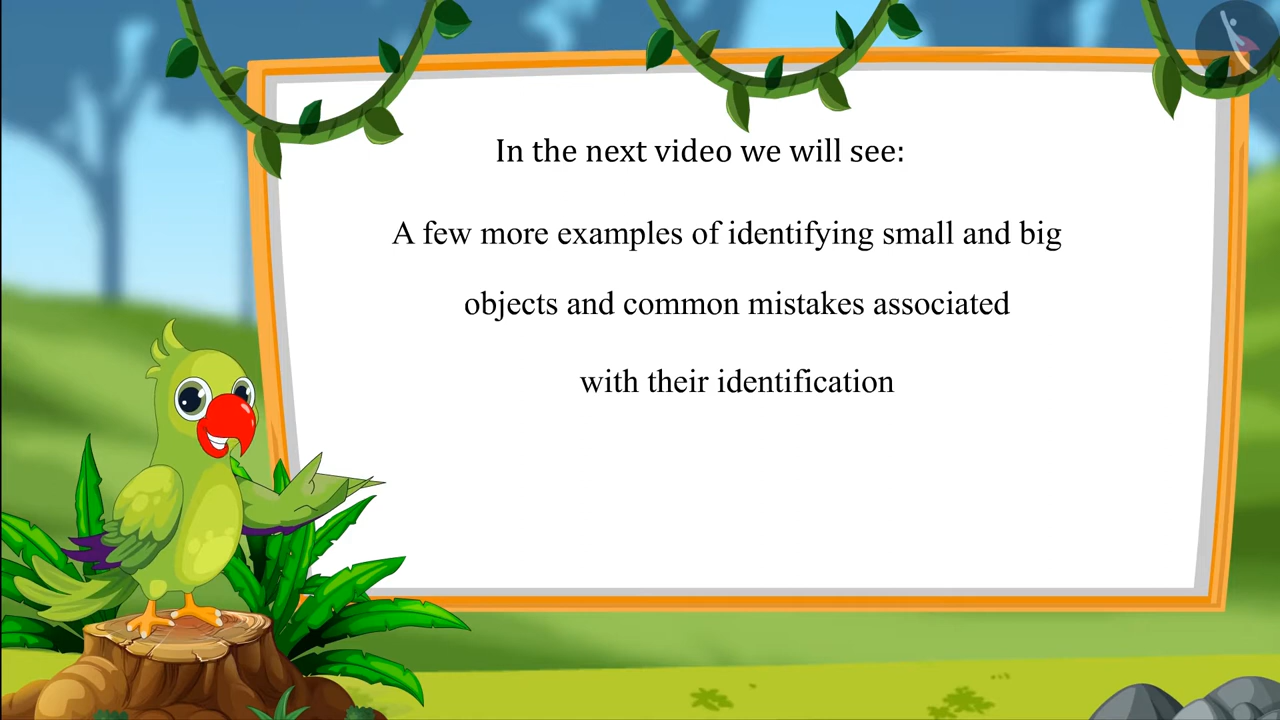 In the next video we will see:
A few more examples of identifying small and big
objects and common mistakes associated
with their identification